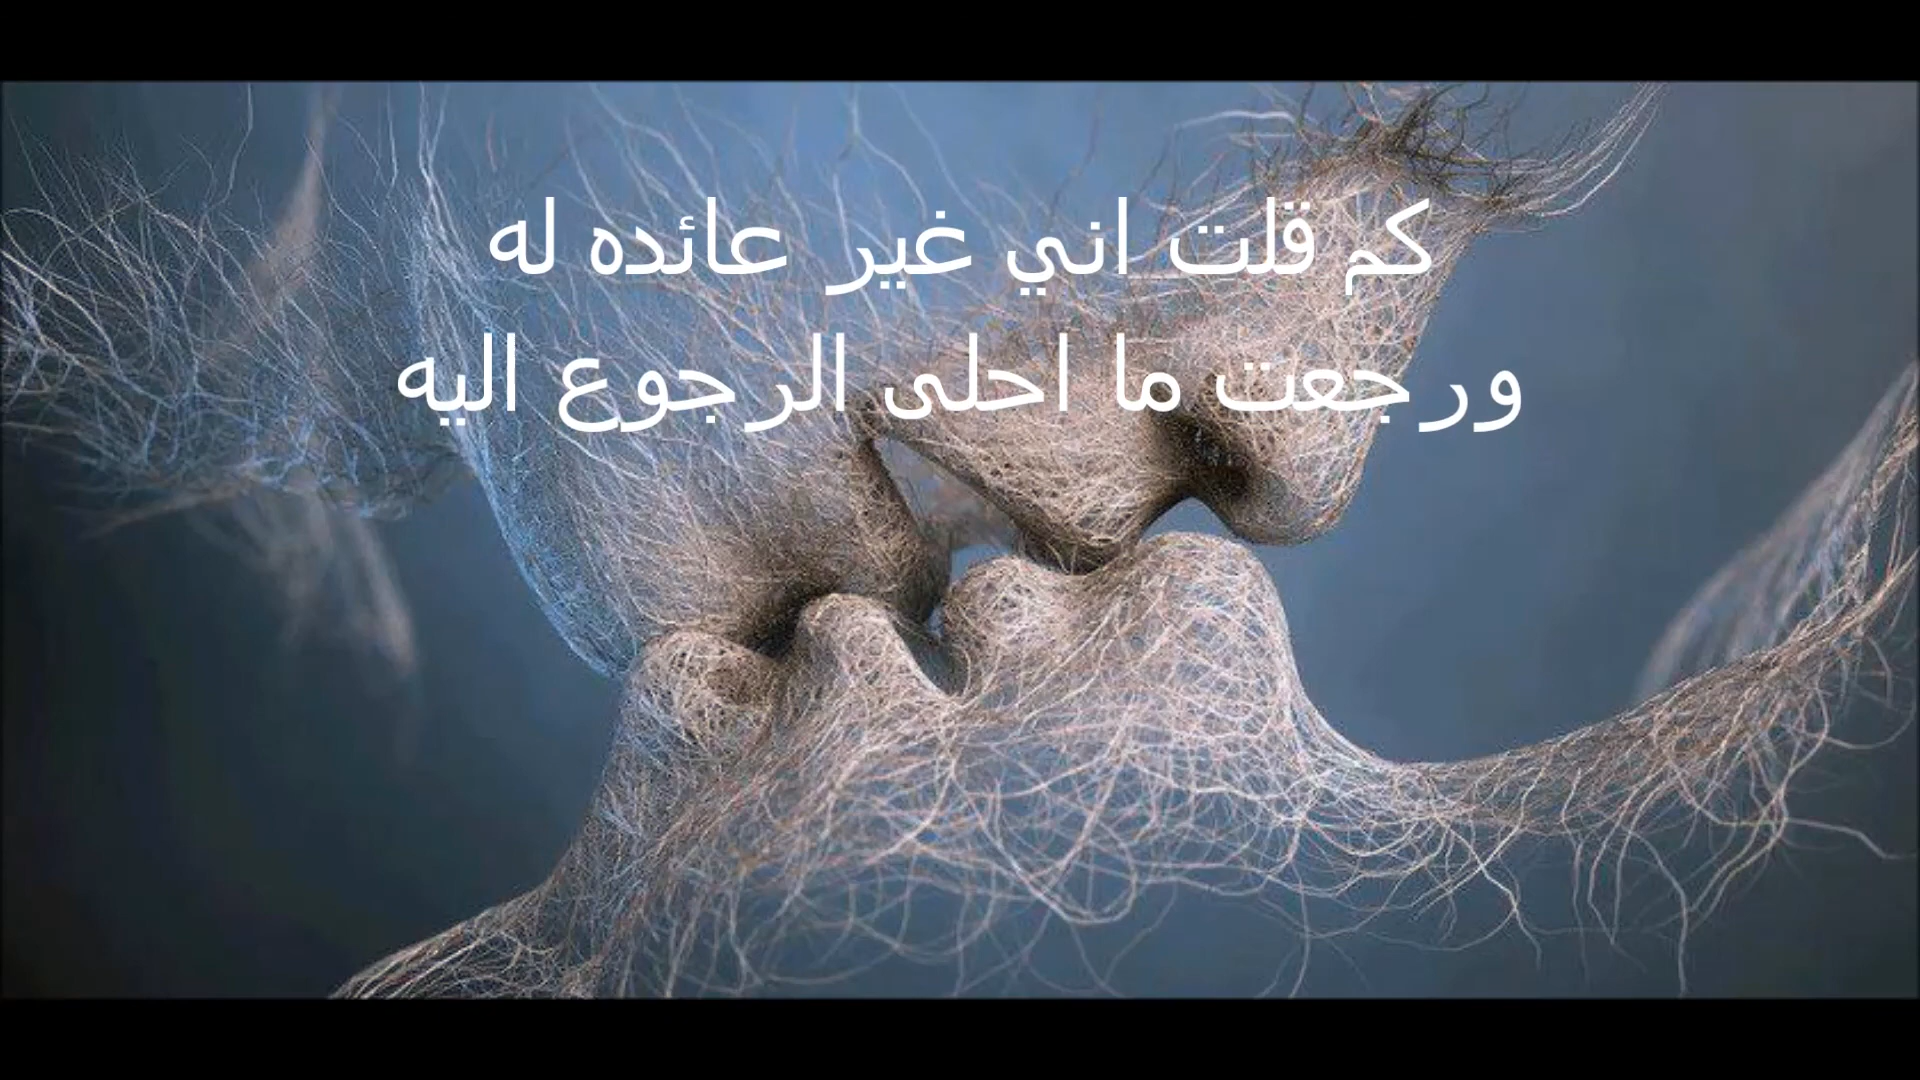 كم قلت اني غير عائده له
ورجعت ما احلى الرجوع اليه